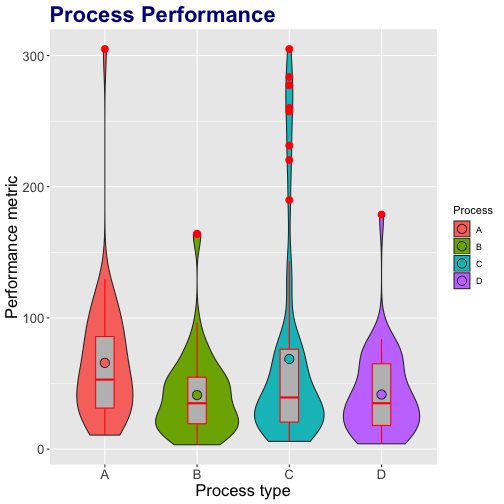 Process Performance
Performance metric
300
200
100
0
A
B
C
D
Process type
Process
A
B
C
D